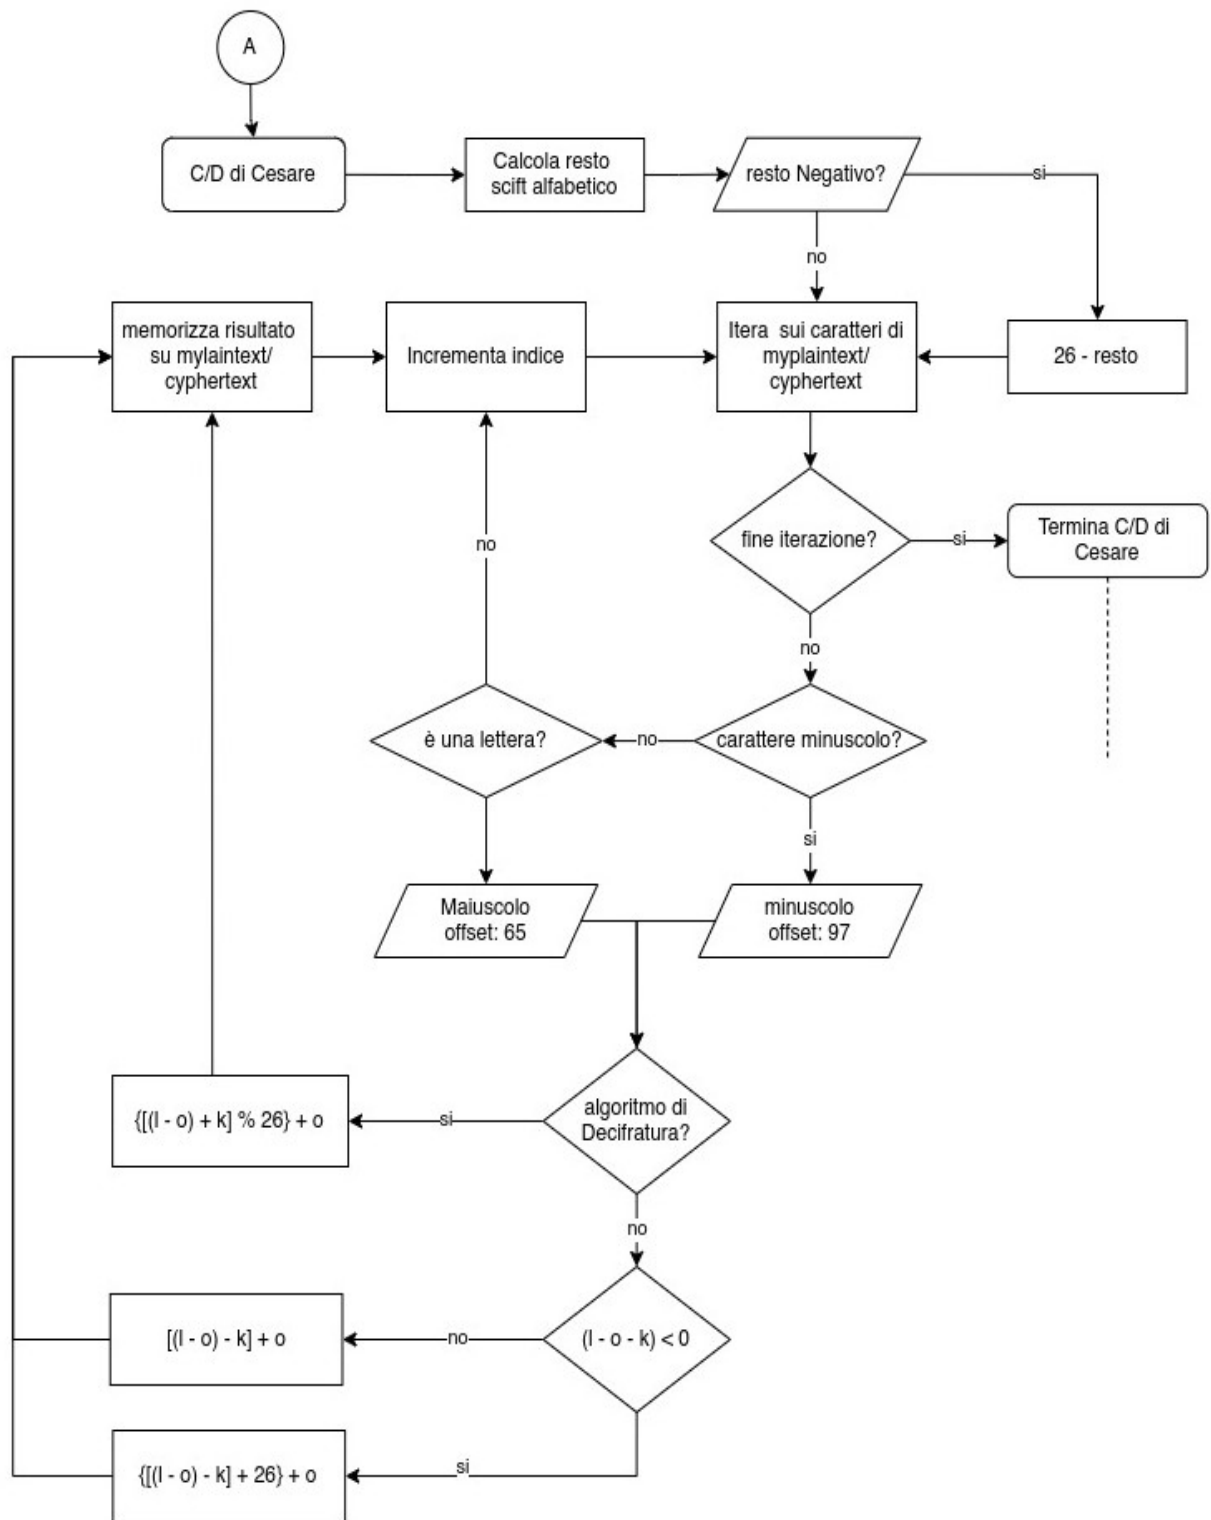 A
C/D di Cesare
Calcola resto
scift alfabetico
resto Negativo?
si
no
memorizza risultato
su mylaintext/
cyphertext
Incrementa indice
Itera sui caratteri di
myplaintext/
cyphertext
26 - resto
fine iterazione?
si
Termina C/D di
Cesare
no
no
è una lettera?
no
carattere minuscolo?
si
Maiuscolo
offset: 65
minuscolo
offset: 97
algoritmo di
Decifratura?
si
{[(l - o) + k] % 26} + o
no
(l - o - k) < 0
no
[(l - o) - k] + o
si
{[(l - o) - k] + 26} + o